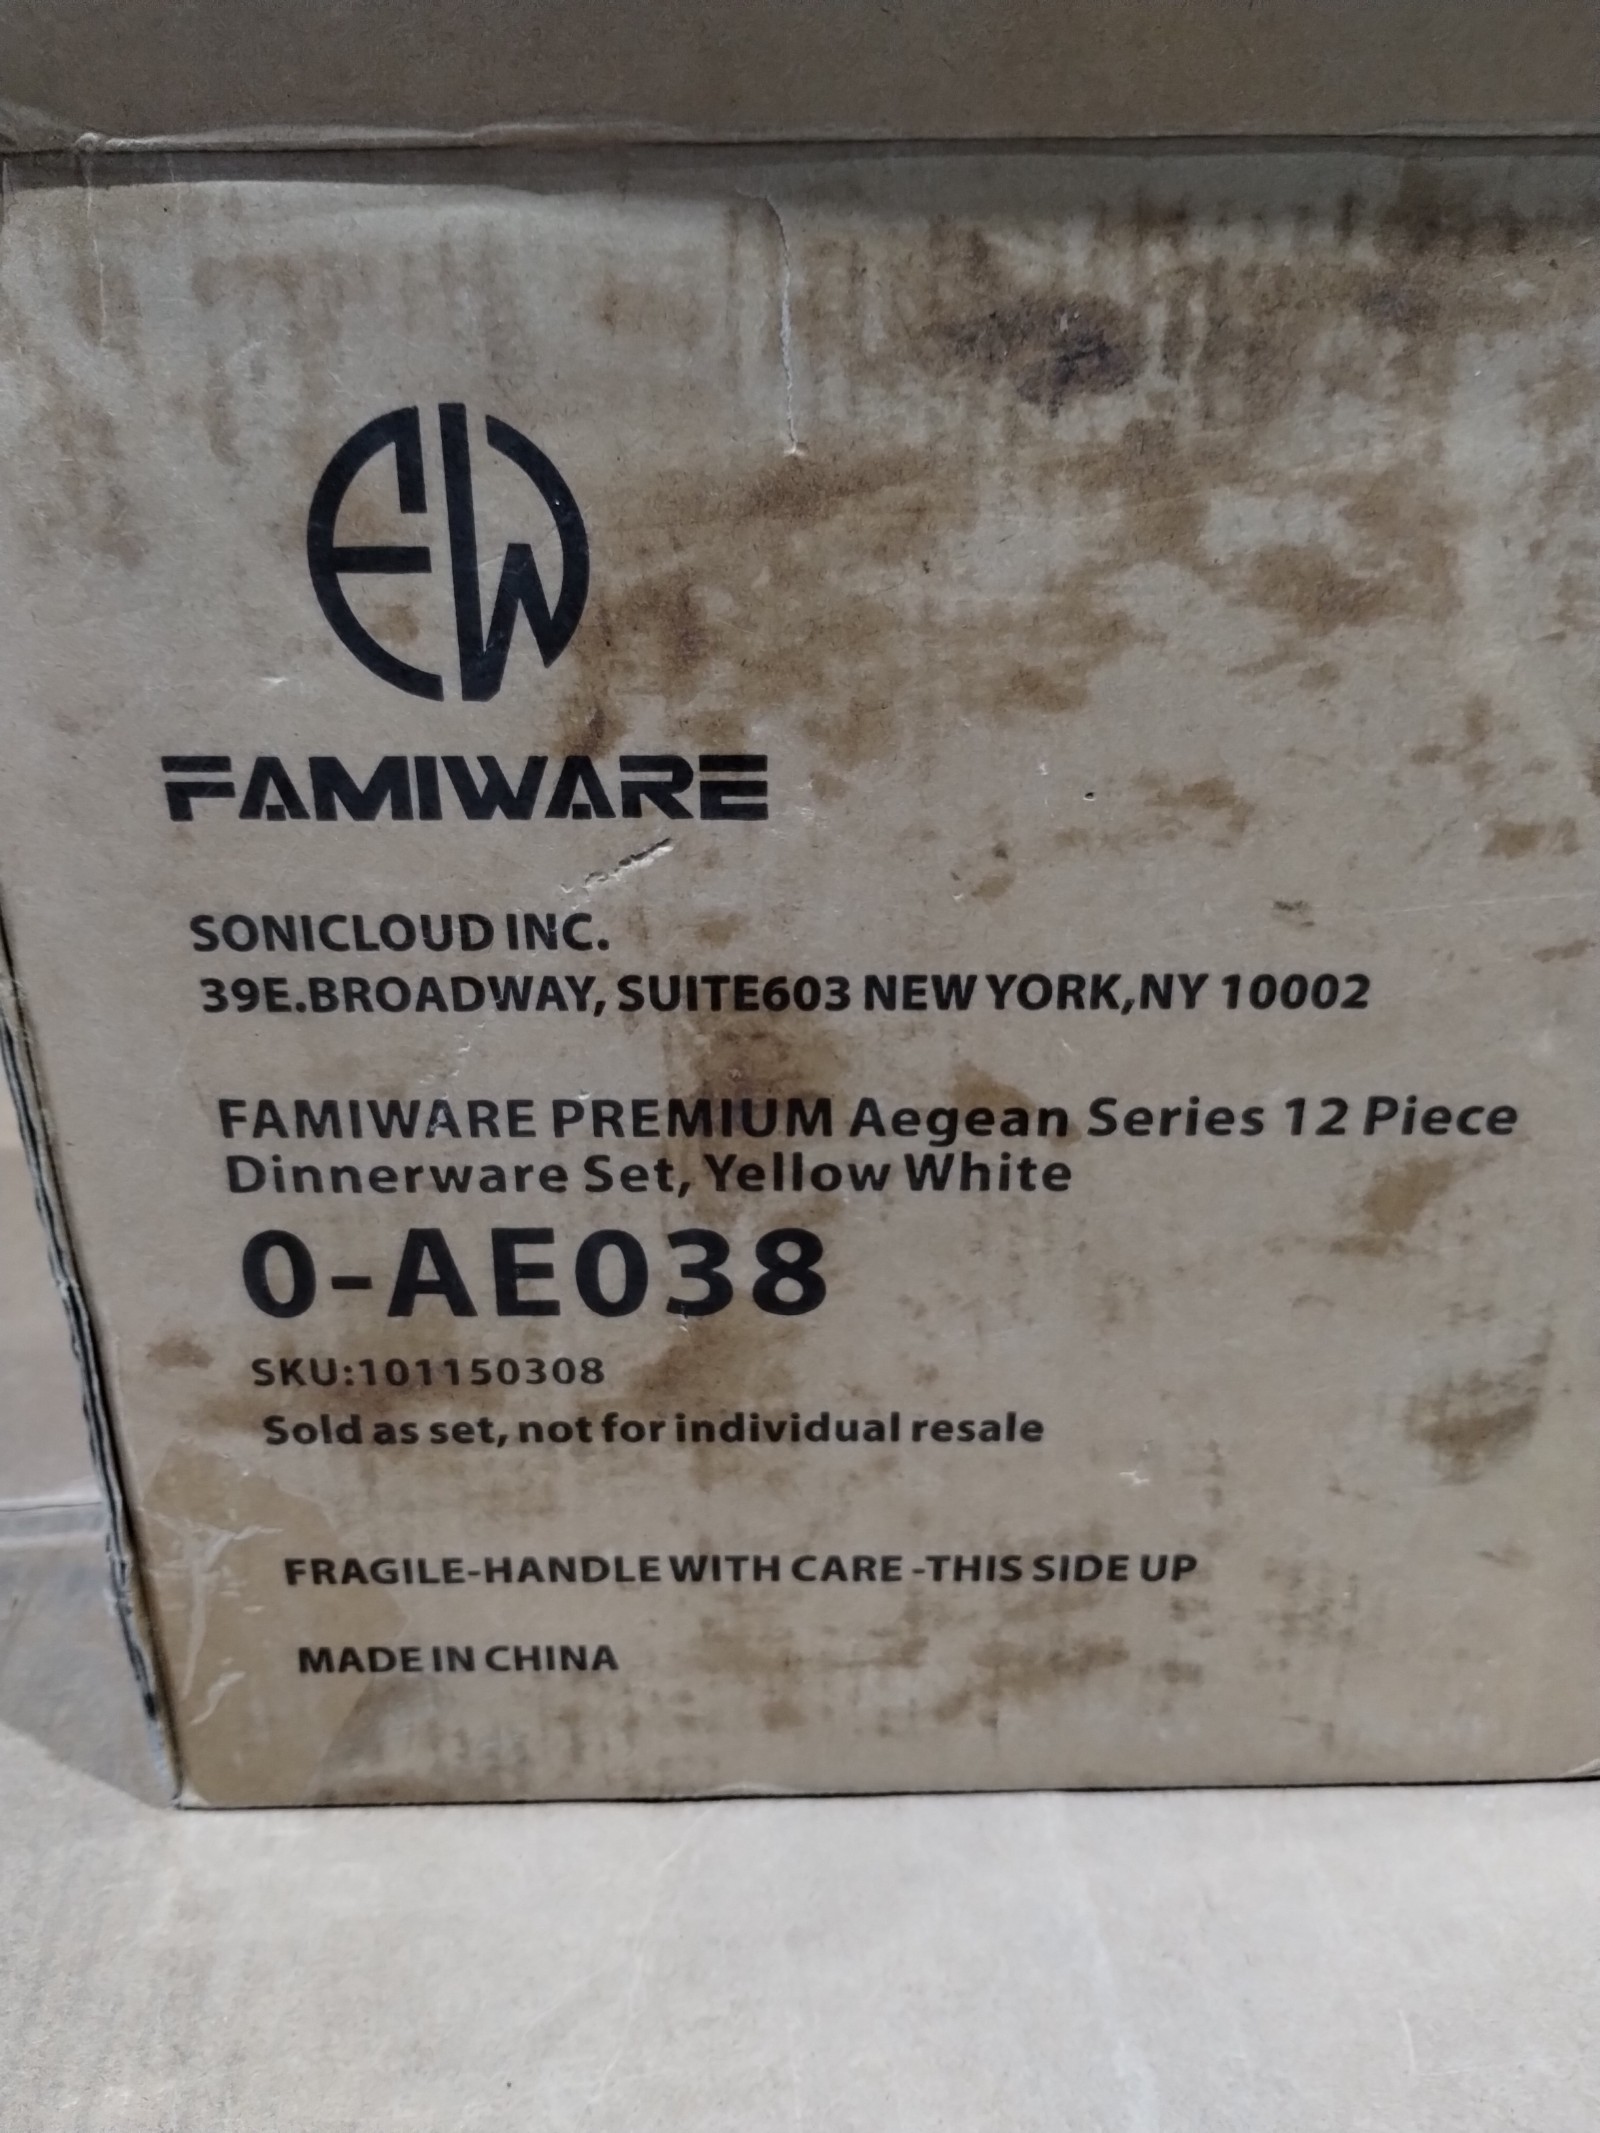 FW
FAMIWARE
SONICLOUD INC.
39E.BROADWAY, SUITE603 NEW YORK,NY 10002
FAMIWARE PREMIUM Aegean Series 12 Piece
Dinnerware Set, Yellow White
0-AE038
SKU:101150308
Sold as set, not for individual resale
FRAGILE-HANDLE WITH CARE -THIS SIDE UP
MADE IN CHINA